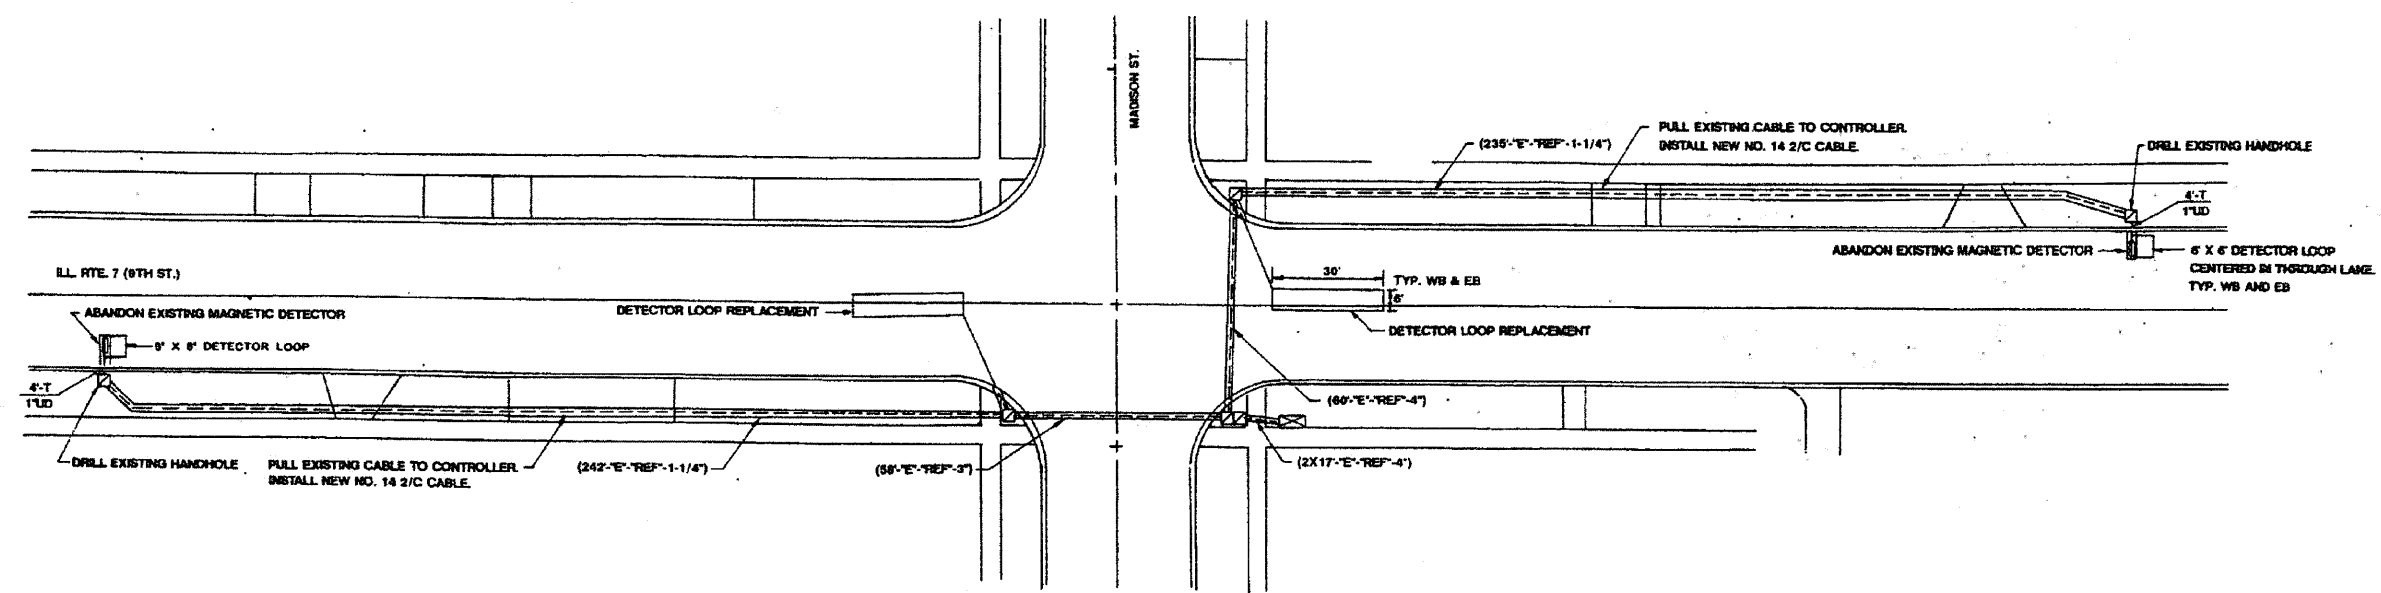 MADISON ST.
(235'-"E"-"REF"-1-1/4")
PULL EXISTING CABLE TO CONTROLLER.
INSTALL NEW NO. 14 2/C CABLE.
DRILL EXISTING HANDHOLE
4'-T
1"UD
ABANDON EXISTING MAGNETIC DETECTOR
6' X 6' DETECTOR LOOP
CENTERED IN THROUGH LANE.
TYP. WB AND EB
ILL. RTE. 7 (9TH ST.)
30'
TYP. WB & EB
6'
DETECTOR LOOP REPLACEMENT
DETECTOR LOOP REPLACEMENT
ABANDON EXISTING MAGNETIC DETECTOR
6' X 6' DETECTOR LOOP
4'-T
1"UD
(60'-"E"-"REF"-4")
DRILL EXISTING HANDHOLE
PULL EXISTING CABLE TO CONTROLLER.
INSTALL NEW NO. 14 2/C CABLE.
(242'-"E"-"REF"-1-1/4")
(58'-"E"-"REF"-3")
(2X17'-"E"-"REF"-4")